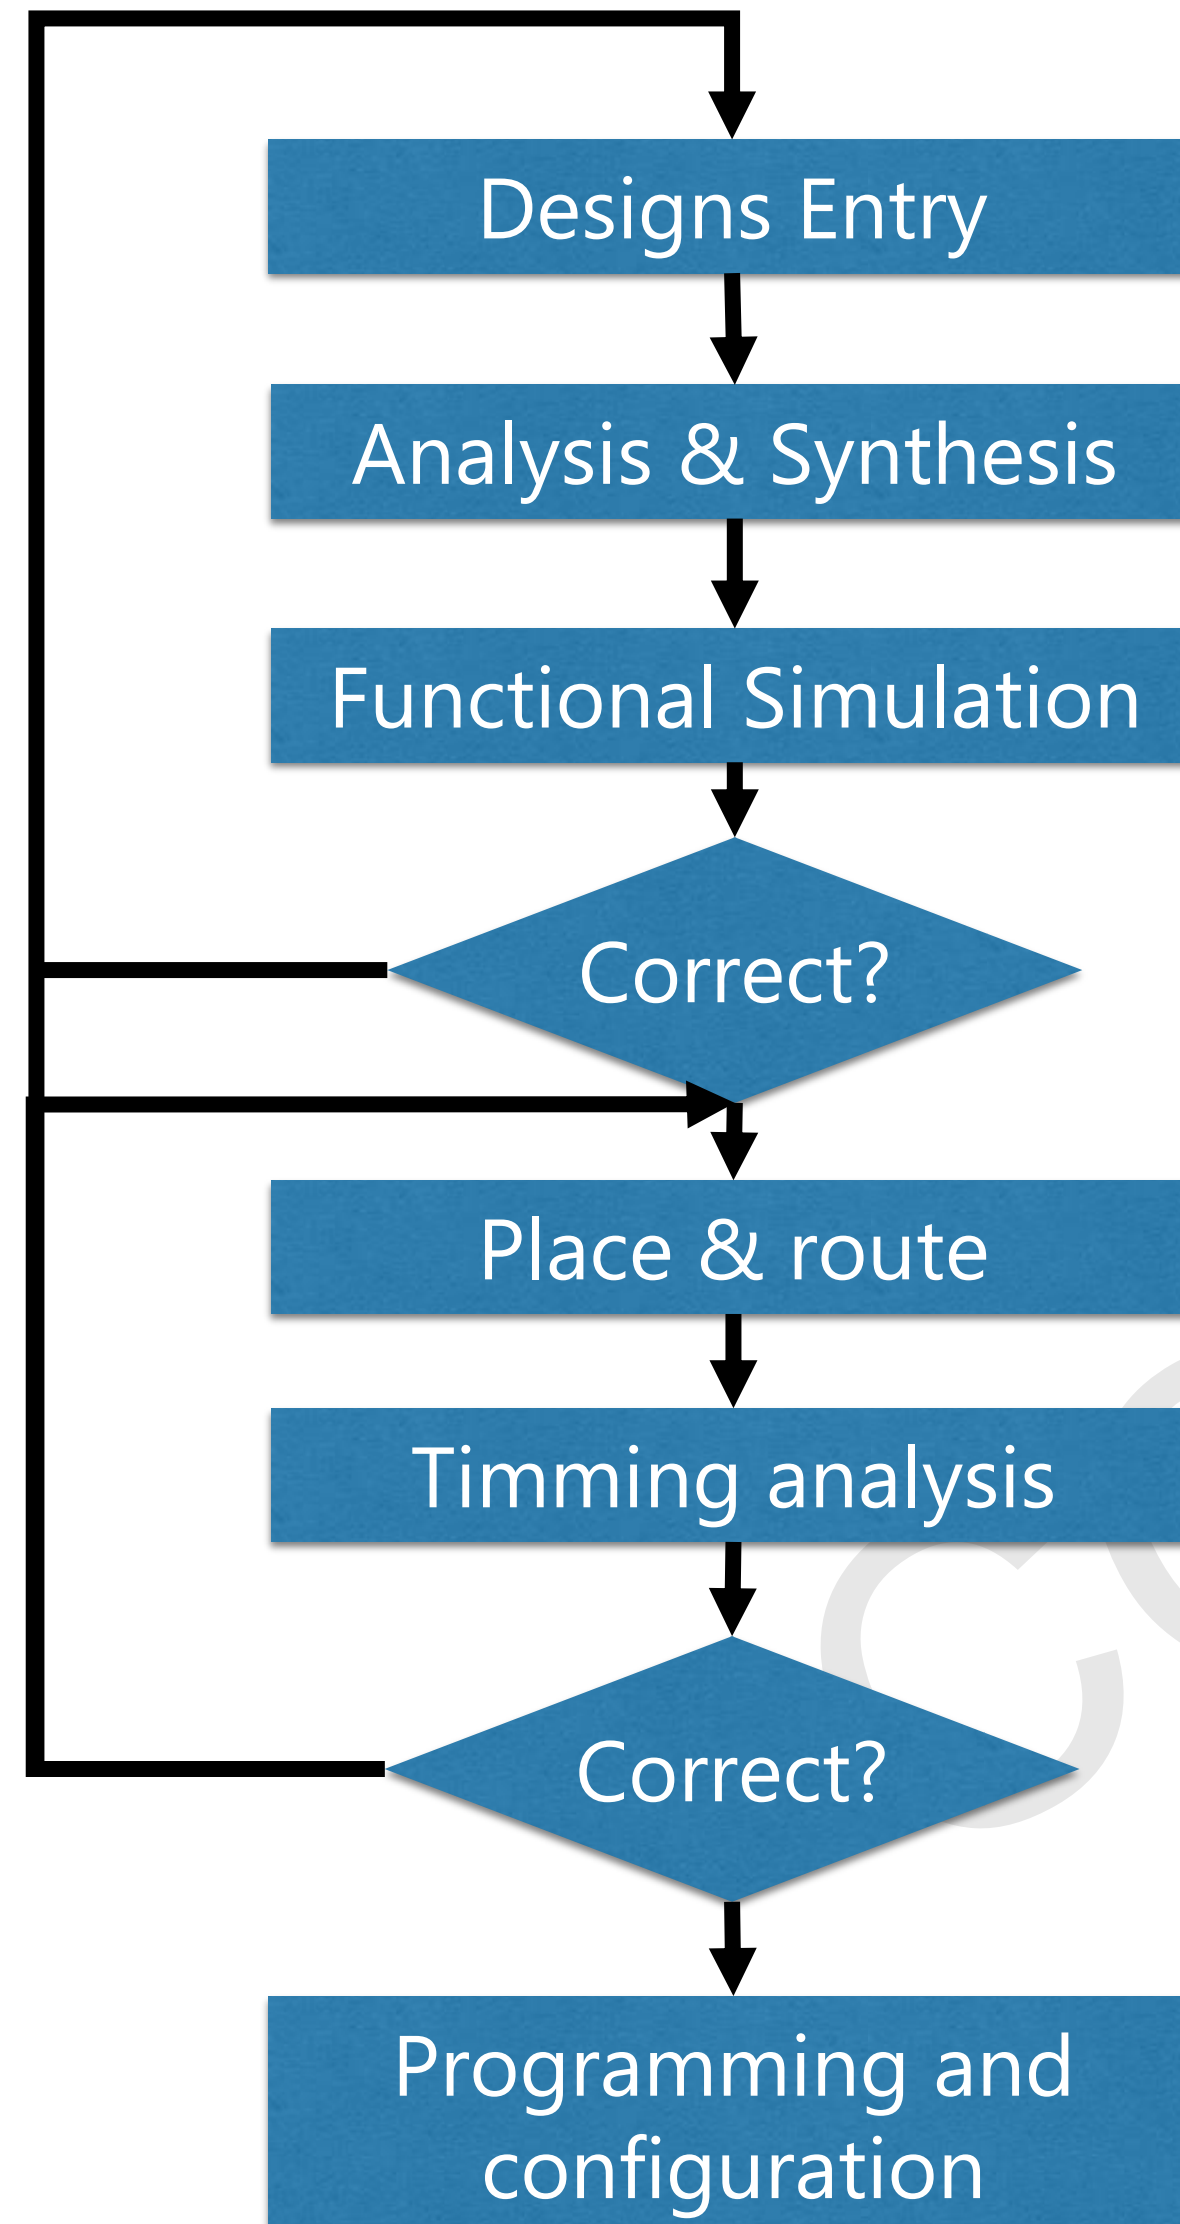 Designs Entry
Analysis & Synthesis
Functional Simulation
Correct?
Place & route
Timming analysis
Correct?
Programming and
configuration